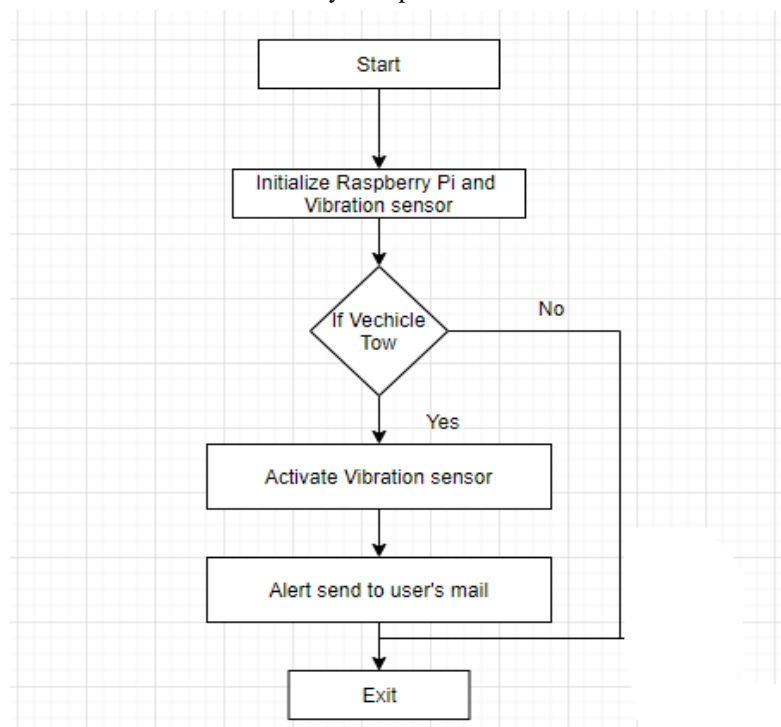 Start
Initialize Raspberry Pi and
Vibration sensor
If Vechicle
Tow
No
Yes
Activate Vibration sensor
Alert send to user's mail
Exit